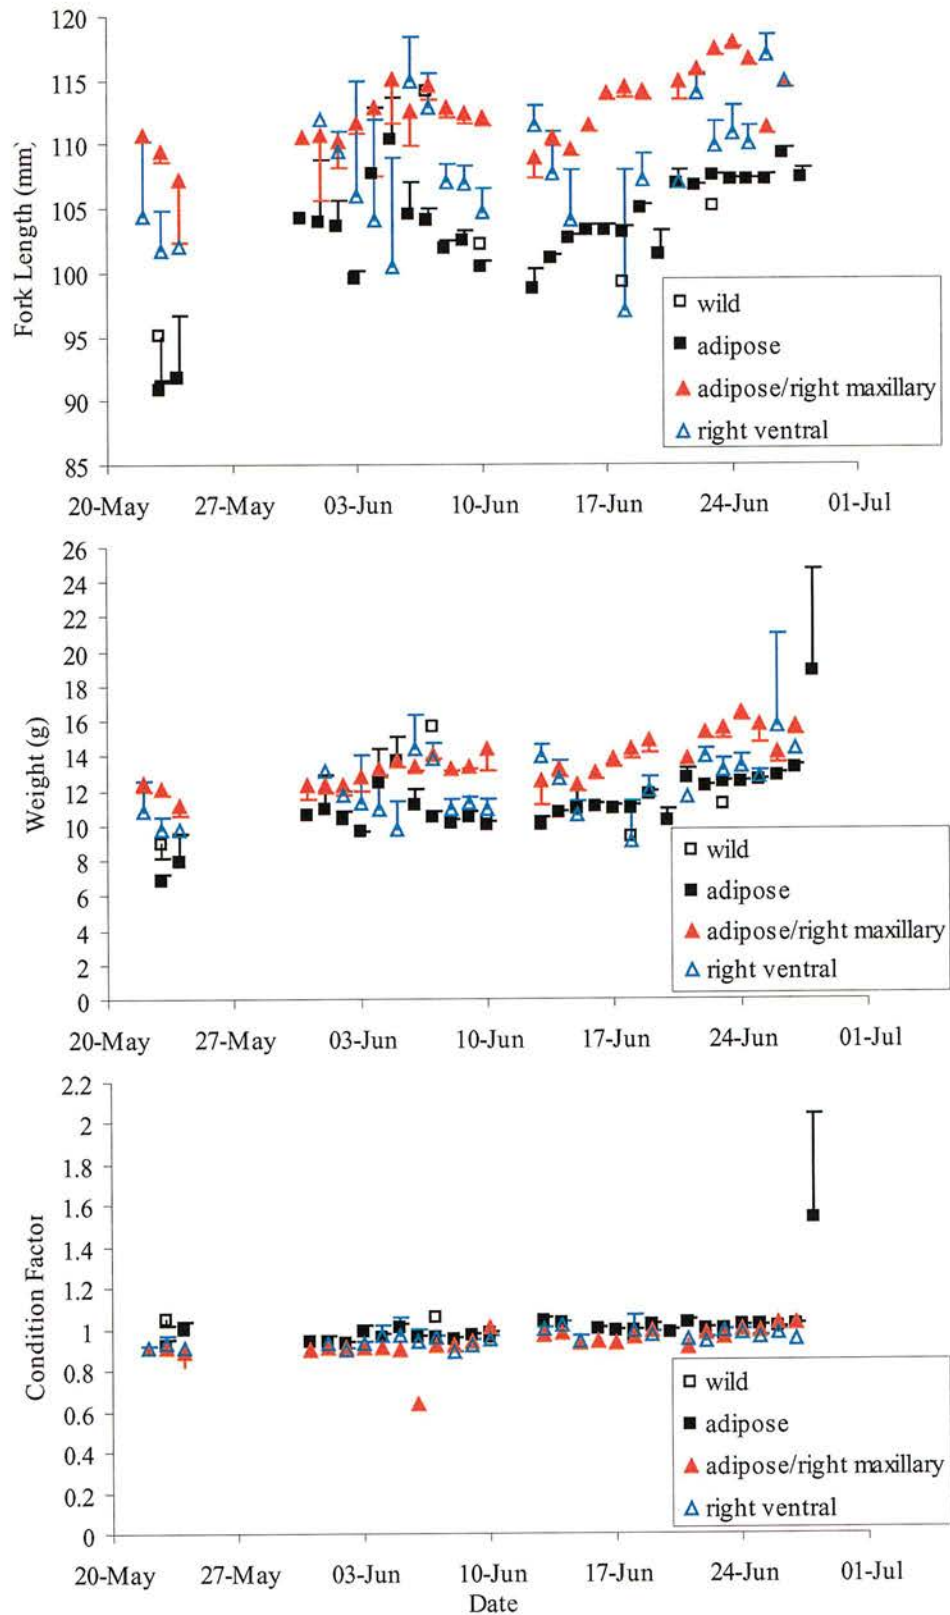 120
115
110
105
100
95
90
85
Fork Length (mm)
wild
adipose
adipose/right maxillary
right ventral
20-May 27-May 03-Jun 10-Jun 17-Jun 24-Jun 01-Jul
26
24
22
20
18
16
14
12
10
8
6
4
2
0
Weight (g)
wild
adipose
adipose/right maxillary
right ventral
20-May 27-May 03-Jun 10-Jun 17-Jun 24-Jun 01-Jul
2.2
2
1.8
1.6
1.4
1.2
1
0.8
0.6
0.4
0.2
0
Condition Factor
wild
adipose
adipose/right maxillary
right ventral
20-May 27-May 03-Jun 10-Jun 17-Jun 24-Jun 01-Jul
Date